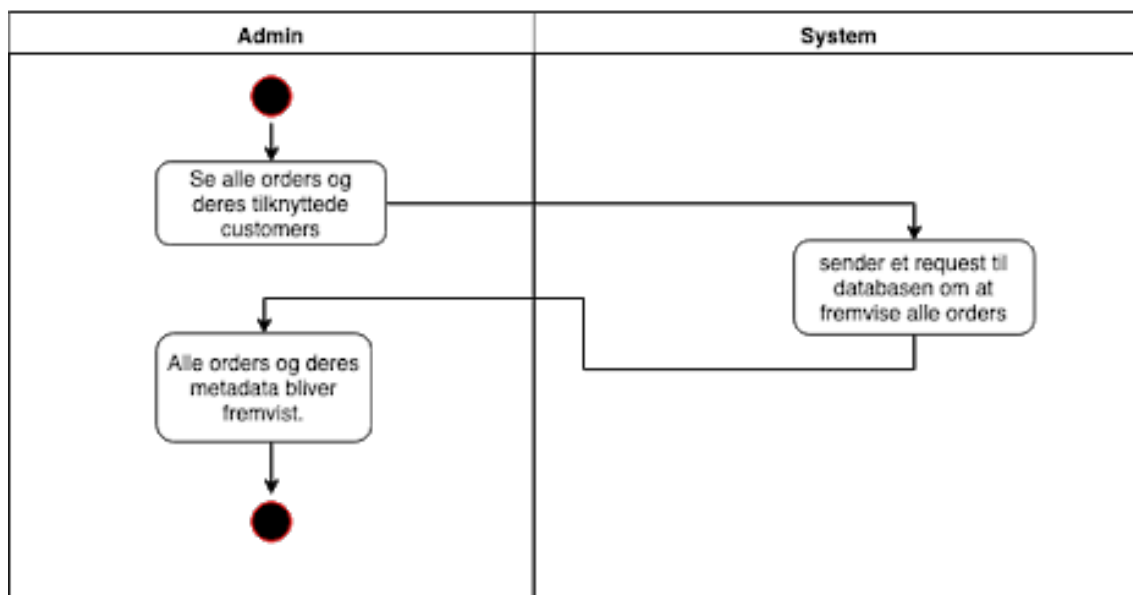 Admin
System
Se alle orders og
deres tilknyttede
customers
sender et request til
databasen om at
fremvise alle orders
Alle orders og deres
metadata bliver
fremvist.